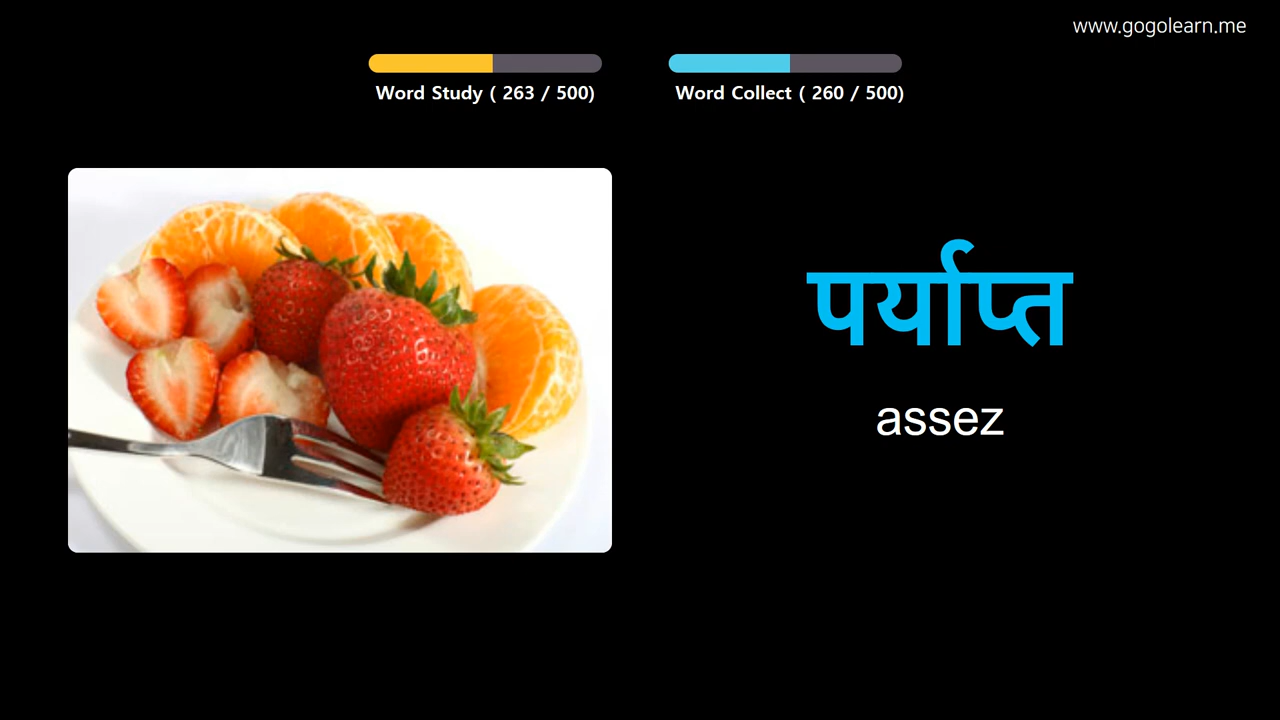 www.gogolearn.me
Word Study ( 263 / 500)
Word Collect ( 260 / 500)
पर्याप्त
assez